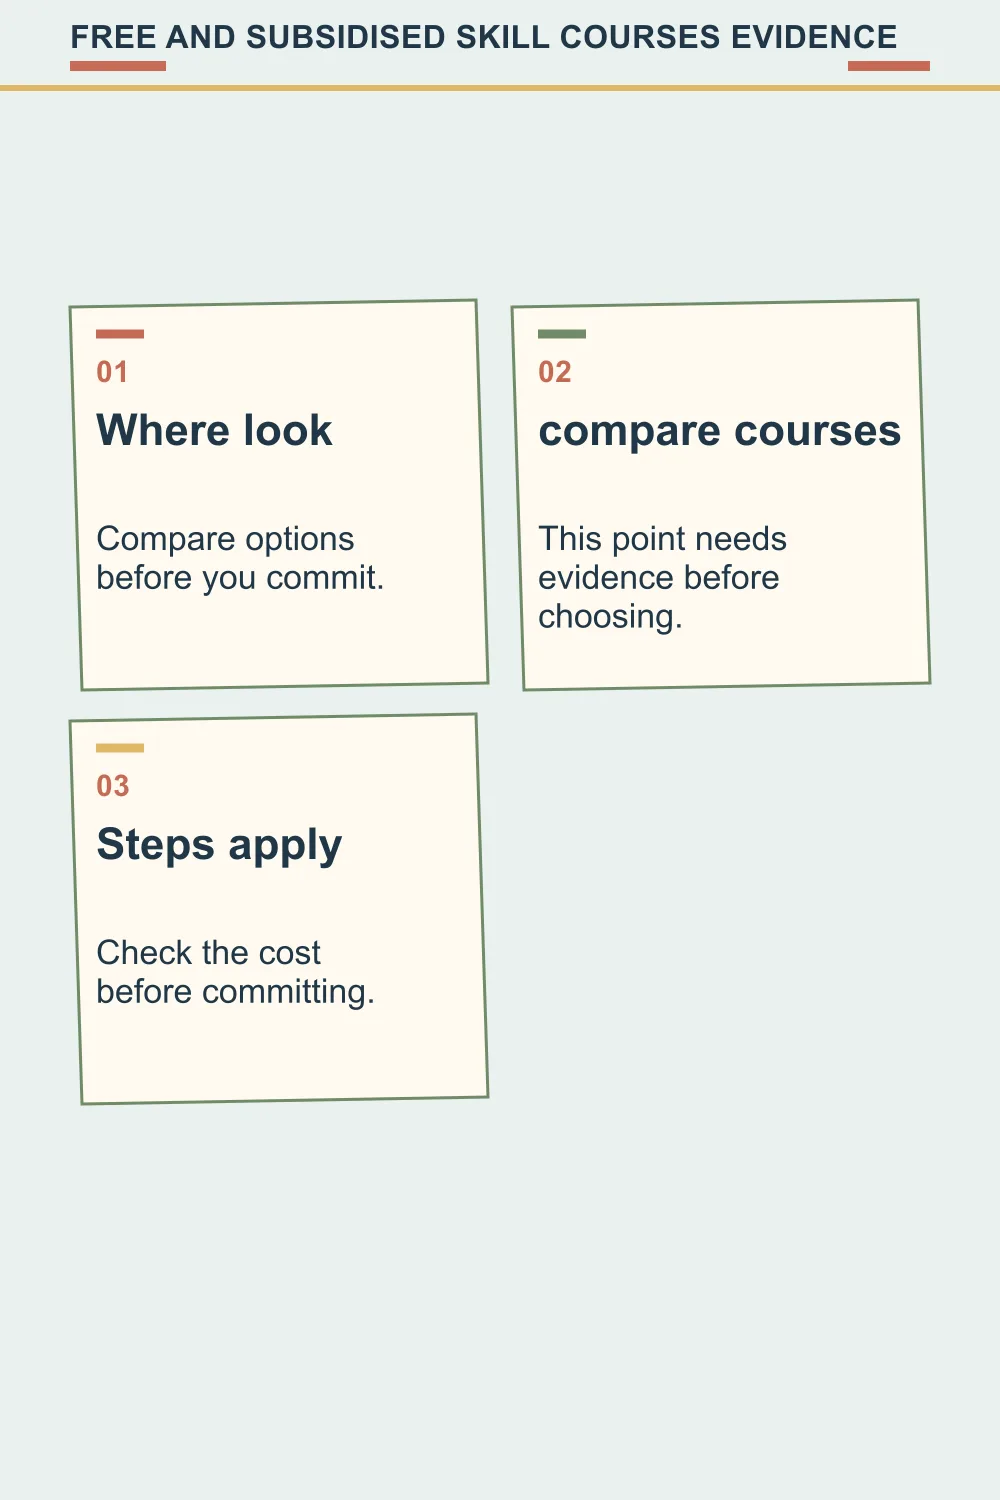 FREE AND SUBSIDISED SKILL COURSES EVIDENCE
01
Where look
Compare options
before you commit.
02
compare courses
This point needs
evidence before
choosing.
03
Steps apply
Check the cost
before committing.